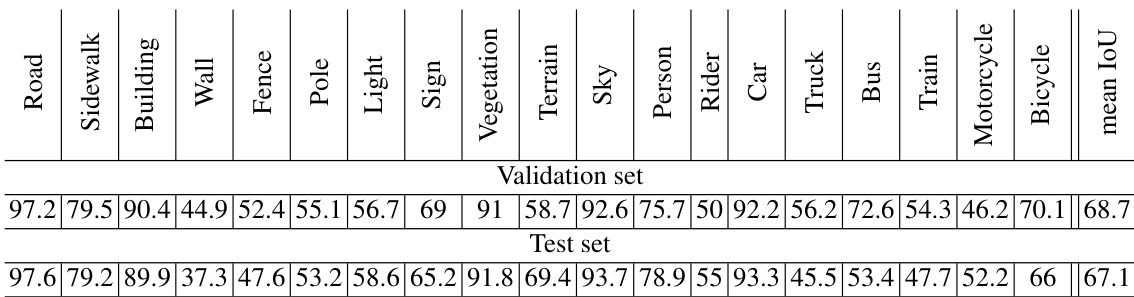 Road Sidewalk Building Wall Fence Pole Light Sign Vegetation Terrain Sky Person Rider Car Truck Bus Train Motorcycle Bicycle mean IoU
Validation set
97.2 79.5 90.4 44.9 52.4 55.1 56.7 69 91 58.7 92.6 75.7 50 92.2 56.2 72.6 54.3 46.2 70.1 68.7
Test set
97.6 79.2 89.9 37.3 47.6 53.2 58.6 65.2 91.8 69.4 93.7 78.9 55 93.3 45.5 53.4 47.7 52.2 66 67.1